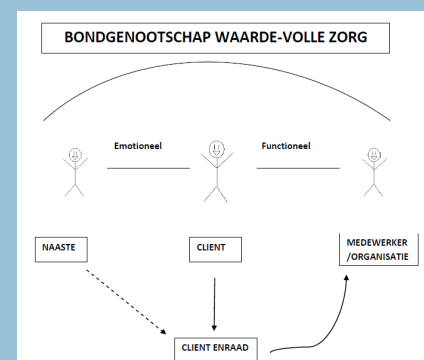 BONDGENOOTSCHAP WAARDE-VOLLE ZORG
Emotioneel
Functioneel
NAASTE
CLIENT
MEDEWERKER
/ORGANISATIE
CLIENT ENRAAD